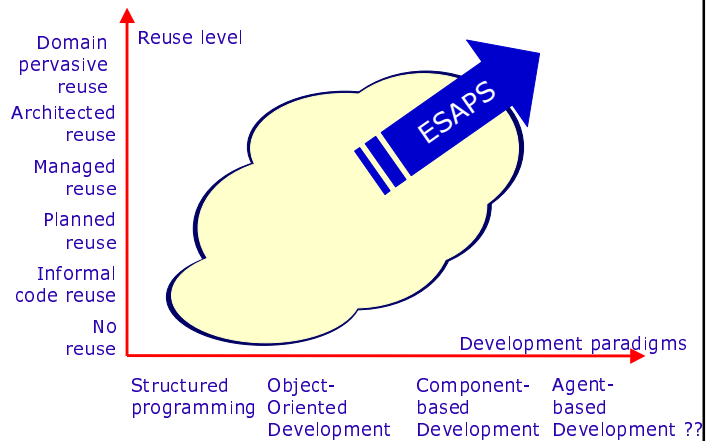 Reuse level
Domain
pervasive
reuse
Architected
reuse
Managed
reuse
Planned
reuse
Informal
code reuse
No
reuse
ESAPS
Development paradigms
Structured
programming
Object-
Oriented
Development
Component-
based
Development
Agent-
based
Development ??